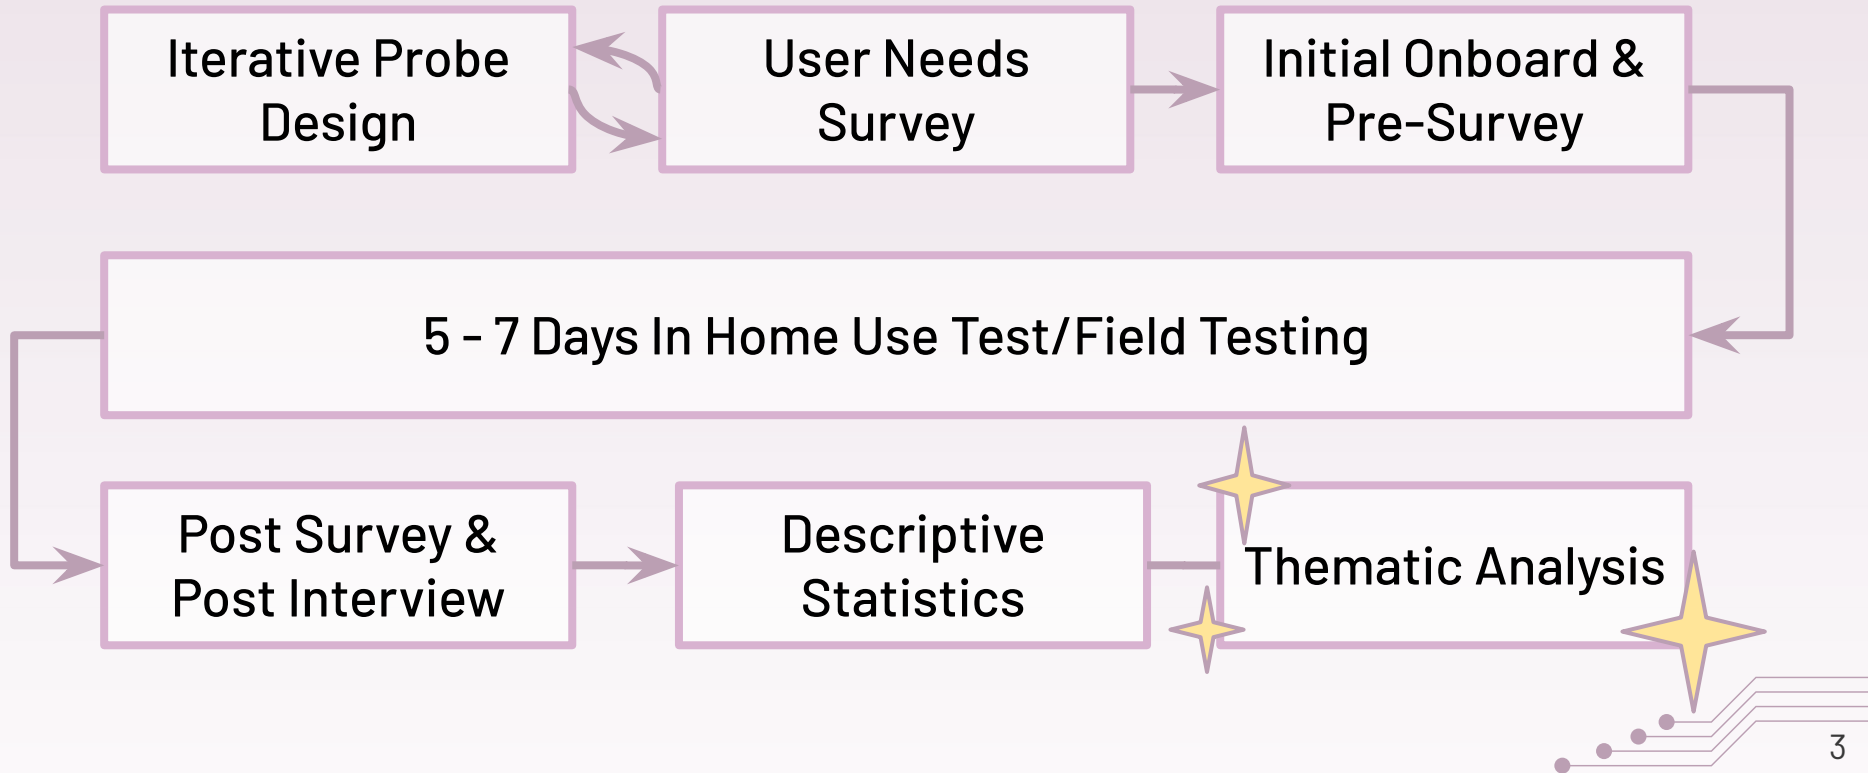 Iterative Probe
Design
User Needs
Survey
Initial Onboard &
Pre-Survey
5 - 7 Days In Home Use Test/Field Testing
Post Survey &
Post Interview
Descriptive
Statistics
Thematic Analysis
3